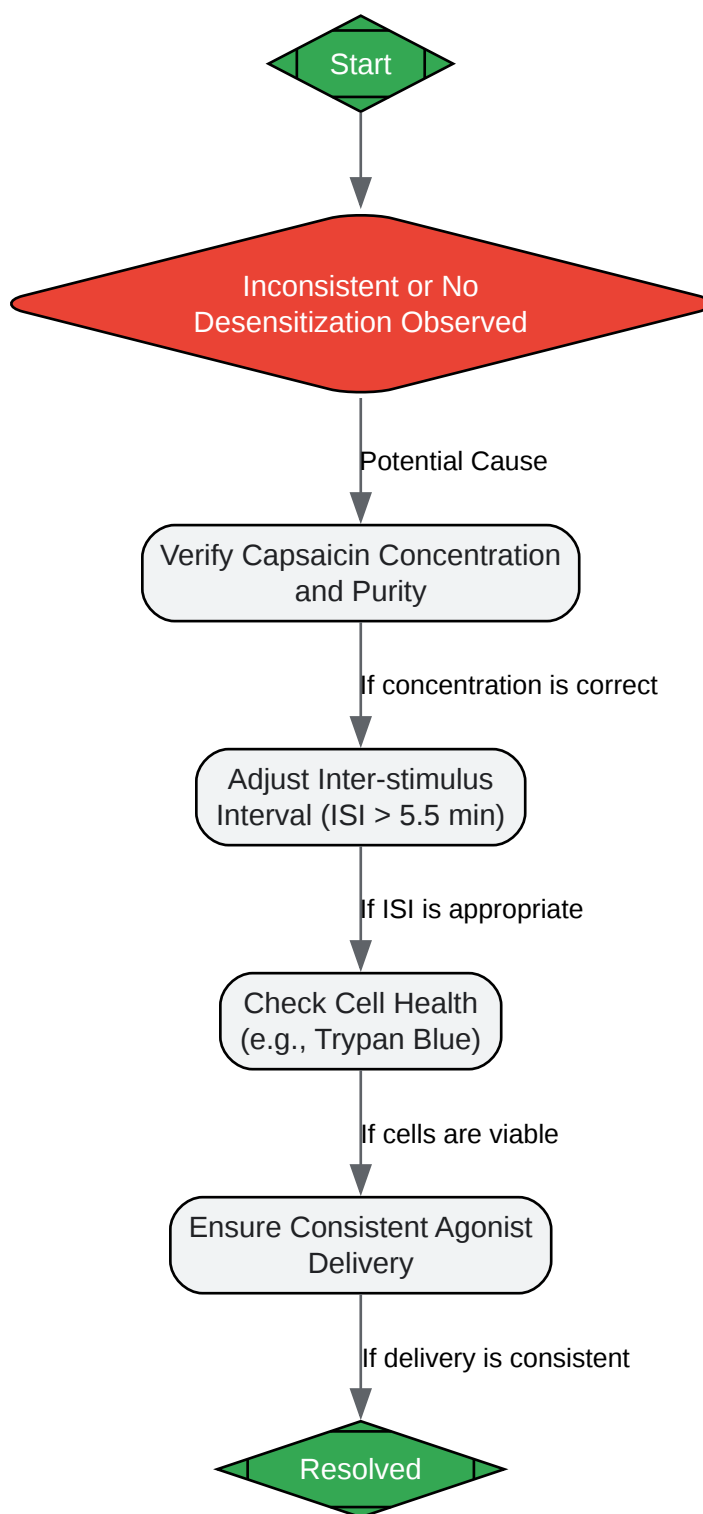 Start
Inconsistent or No
Desensitization Observed
Potential Cause
Verify Capsaicin Concentration
and Purity
If concentration is correct
Adjust Inter-stimulus
Interval (ISI > 5.5 min)
If ISI is appropriate
Check Cell Health
(e.g., Trypan Blue)
If cells are viable
Ensure Consistent Agonist
Delivery
If delivery is consistent
Resolved